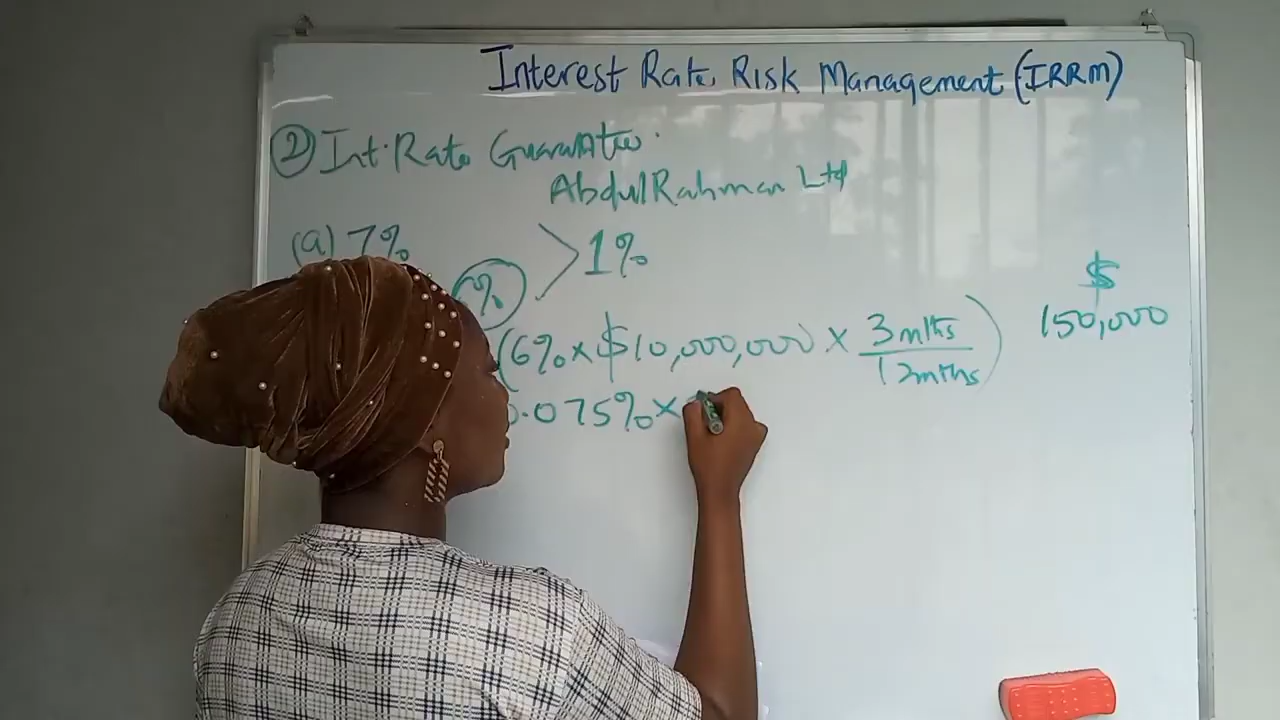 Interest Rate Risk Management (IRRM)
② Int. Rate Guarantee.
AbdulRahman Ltd
(a) 7%
> 1%
%
$
(6% x $10,000,000) x 3mths/12mths)
150,000
0.075% x